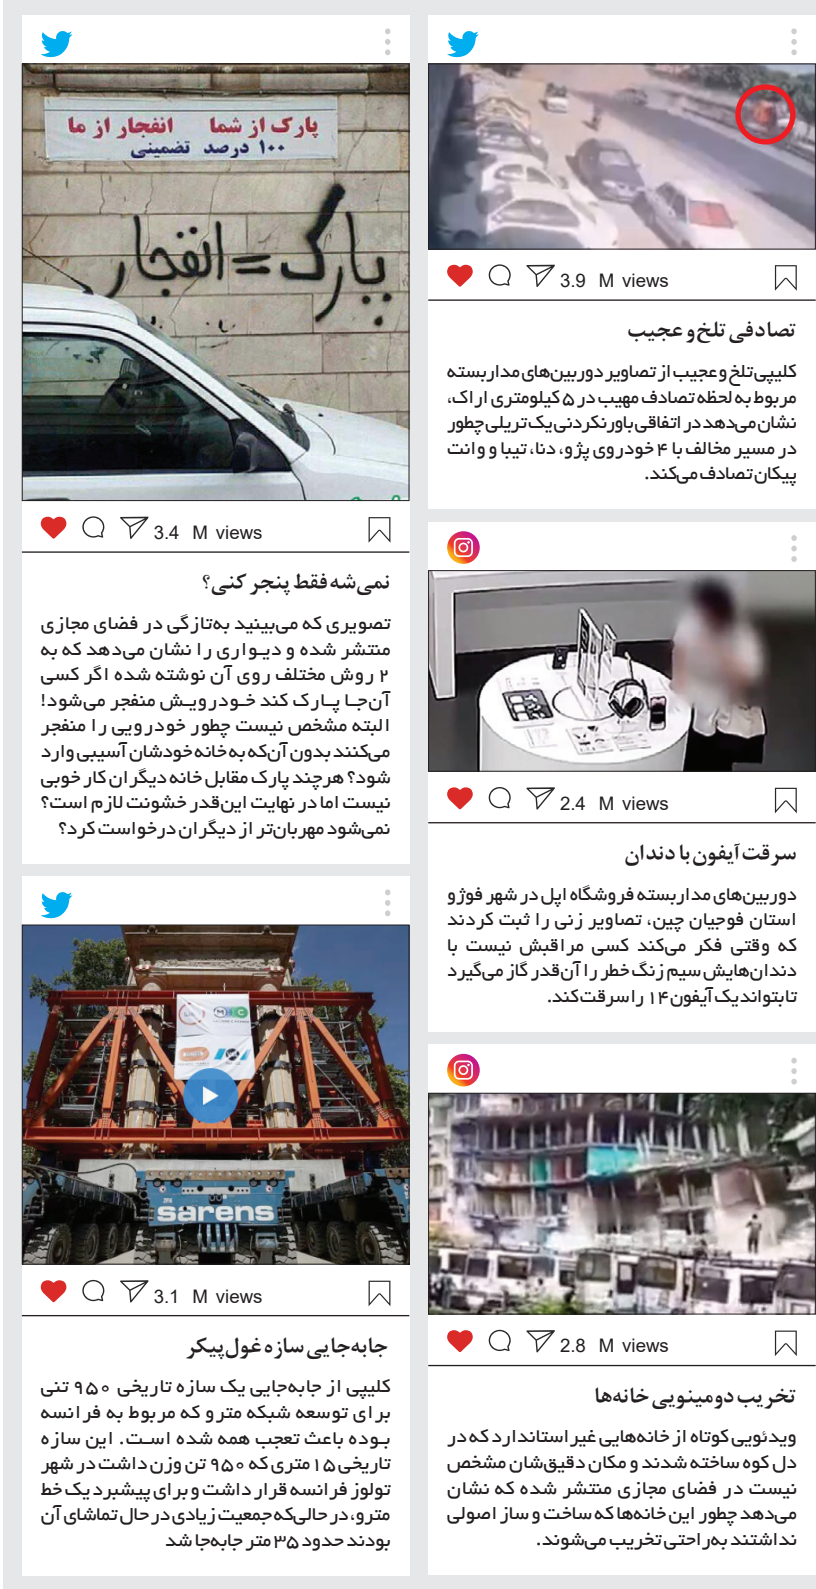 3.9 M views
تصادفی تلخ و عجیب
کلیپی تلخ و عجیب از تصاویر دوربین‌های مداربسته
مربوط به لحظه تصادف مهیب در ۵ کیلومتری اراک،
نشان می‌دهد در اتفاقی باورنکردنی یک تریلی چطور
در مسیر مخالف با ۴ خودروی پژو، دنا، تیبا و وانت
پیکان تصادف می‌کند.
2.4 M views
سرقت آیفون با دندان
دوربین‌های مداربسته فروشگاه اپل در شهر فوژو
استان فوجیان چین، تصاویر زنی را ثبت کردند
که وقتی فکر می‌کند کسی مراقبش نیست با
دندان‌هایش سیم زنگ خطر را آن‌قدر گاز می‌گیرد
تا بتواند یک آیفون ۱۴ را سرقت کند.
2.8 M views
تخریب دومینویی خانه‌ها
ویدئویی کوتاه از خانه‌هایی غیراستاندارد که در
دل کوه ساخته شدند و مکان دقیق‌شان مشخص
نیست در فضای مجازی منتشر شده که نشان
می‌دهد چطور این خانه‌ها که ساخت و ساز اصولی
نداشتند به‌راحتی تخریب می‌شوند.
پارک از شما انفجار از ما
۱۰۰ درصد تضمینی
پارک = انفجار
3.4 M views
نمی‌شه فقط پنجر کنی؟
تصویری که می‌بینید به‌تازگی در فضای مجازی
منتشر شده و دیواری را نشان می‌دهد که به
۲ روش مختلف روی آن نوشته شده اگر کسی
آن‌جا پارک کند خودرویش منفجر می‌شود!
البته مشخص نیست چطور خودرویی را منفجر
می‌کنند بدون آن‌که به خانه خودشان آسیبی وارد
شود؟ هرچند پارک مقابل خانه دیگران کار خوبی
نیست اما در نهایت این‌قدر خشونت لازم است؟
نمی‌شود مهربان‌تر از دیگران درخواست کرد؟
sarens
3.1 M views
جابه‌جایی سازه غول‌پیکر
کلیپی از جابه‌جایی یک سازه تاریخی ۹۵۰ تنی
برای توسعه شبکه مترو که مربوط به فرانسه
بوده باعث تعجب همه شده است. این سازه
تاریخی ۱۵ متری که ۹۵۰ تن وزن داشت در شهر
تولوز فرانسه قرار داشت و برای پیشبرد یک خط
مترو، در حالی‌که جمعیت زیادی در حال تماشای آن
بودند حدود ۳۵ متر جابه‌جا شد